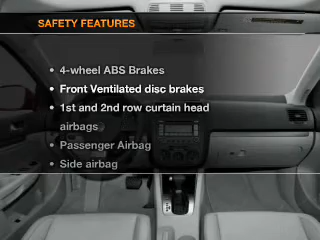 SAFETY FEATURES
• 4-wheel ABS Brakes
• Front Ventilated disc brakes
• 1st and 2nd row curtain head
airbags
• Passenger Airbag
• Side airbag